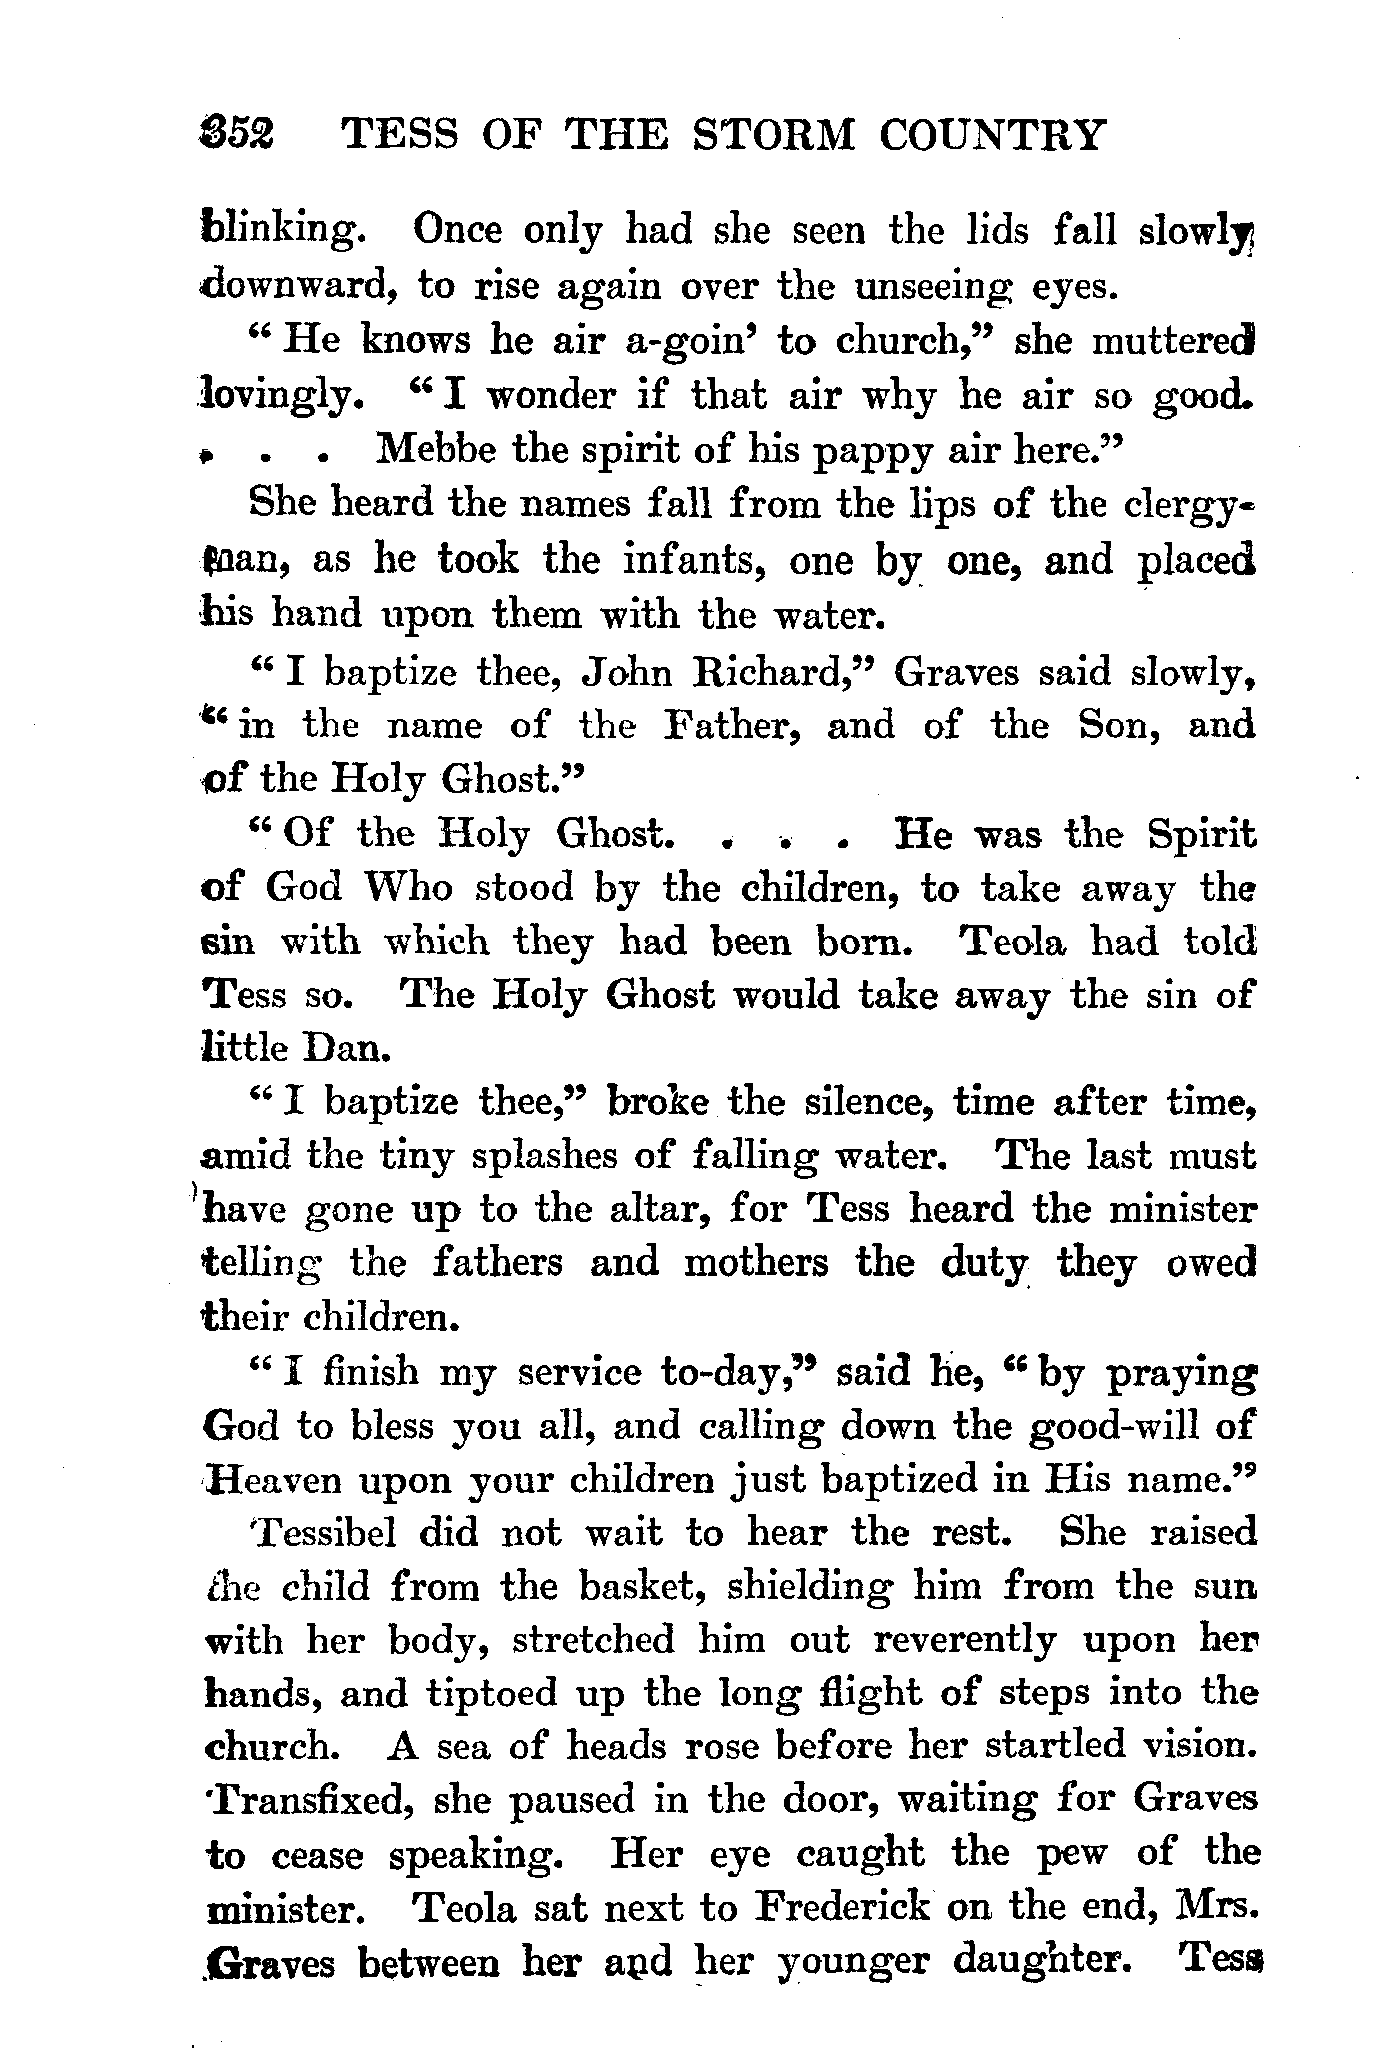 352 TESS OF THE STORM COUNTRY
blinking. Once only had she seen the lids fall slowly
downward, to rise again over the unseeing eyes.
“ He knows he air a-goin’ to church,” she muttered
lovingly. “ I wonder if that air why he air so good.
. . . Mebbe the spirit of his pappy air here.”
She heard the names fall from the lips of the clergy-
man, as he took the infants, one by one, and placed
his hand upon them with the water.
“ I baptize thee, John Richard,” Graves said slowly,
“ in the name of the Father, and of the Son, and
of the Holy Ghost.”
“ Of the Holy Ghost. . . . He was the Spirit
of God Who stood by the children, to take away the
sin with which they had been born. Teola had told
Tess so. The Holy Ghost would take away the sin of
little Dan.
“ I baptize thee,” broke the silence, time after time,
amid the tiny splashes of falling water. The last must
have gone up to the altar, for Tess heard the minister
telling the fathers and mothers the duty they owed
their children.
“ I finish my service to-day,” said he, “ by praying
God to bless you all, and calling down the good-will of
Heaven upon your children just baptized in His name.”
Tessibel did not wait to hear the rest. She raised
the child from the basket, shielding him from the sun
with her body, stretched him out reverently upon her
hands, and tiptoed up the long flight of steps into the
church. A sea of heads rose before her startled vision.
Transfixed, she paused in the door, waiting for Graves
to cease speaking. Her eye caught the pew of the
minister. Teola sat next to Frederick on the end, Mrs.
Graves between her and her younger daughter. Tess